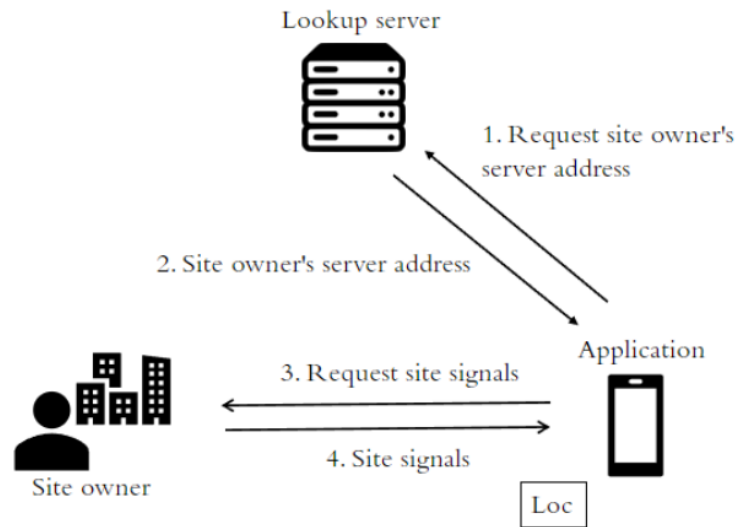 Lookup server
1. Request site owner's
server address
2. Site owner's server address
Application
3. Request site signals
4. Site signals
Site owner
Loc